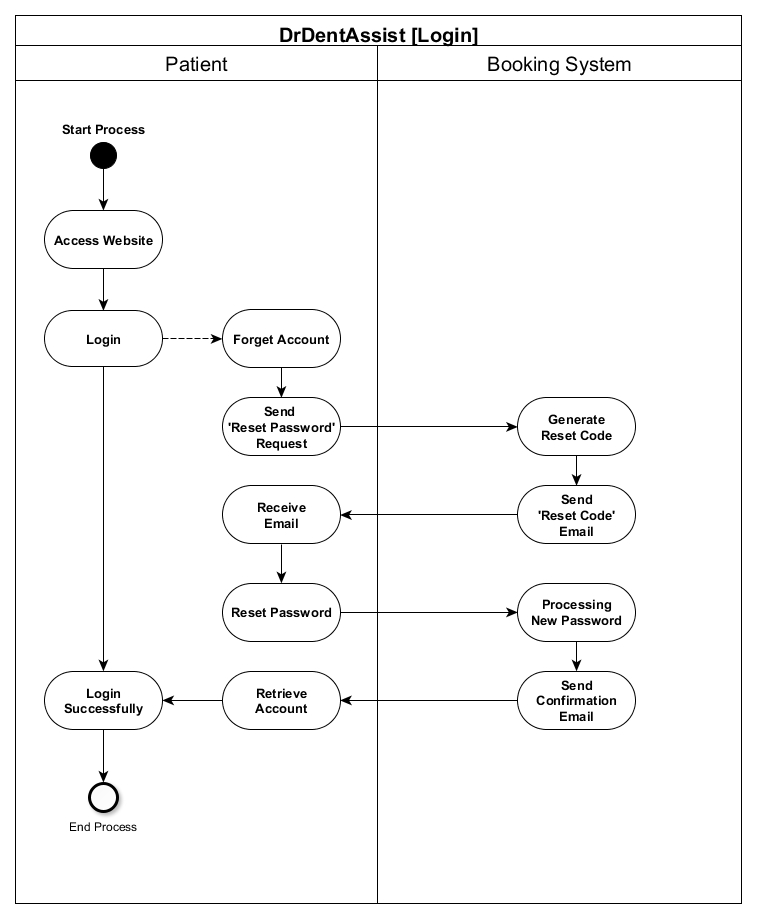 DrDentAssist [Login]
Patient
Booking System
Start Process
Access Website
Login
Forget Account
Send
'Reset Password'
Request
Generate
Reset Code
Receive
Email
Send
'Reset Code'
Email
Reset Password
Processing
New Password
Login
Successfully
Retrieve
Account
Send
Confirmation
Email
End Process